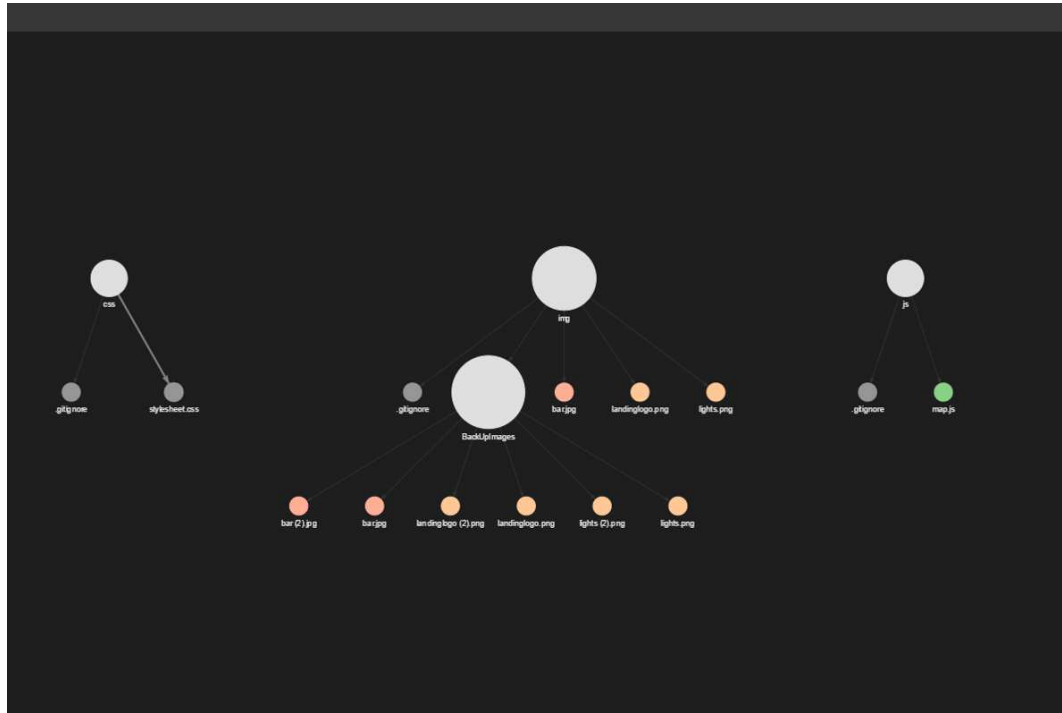 css
img
js
.gitignore
stylesheet.css
.gitignore
bar.jpg
landinglogo.png
lights.png
.gitignore
map.js
BackUpImages
bar (2).jpg
bar.jpg
landinglogo (2).png
landinglogo.png
lights (2).png
lights.png